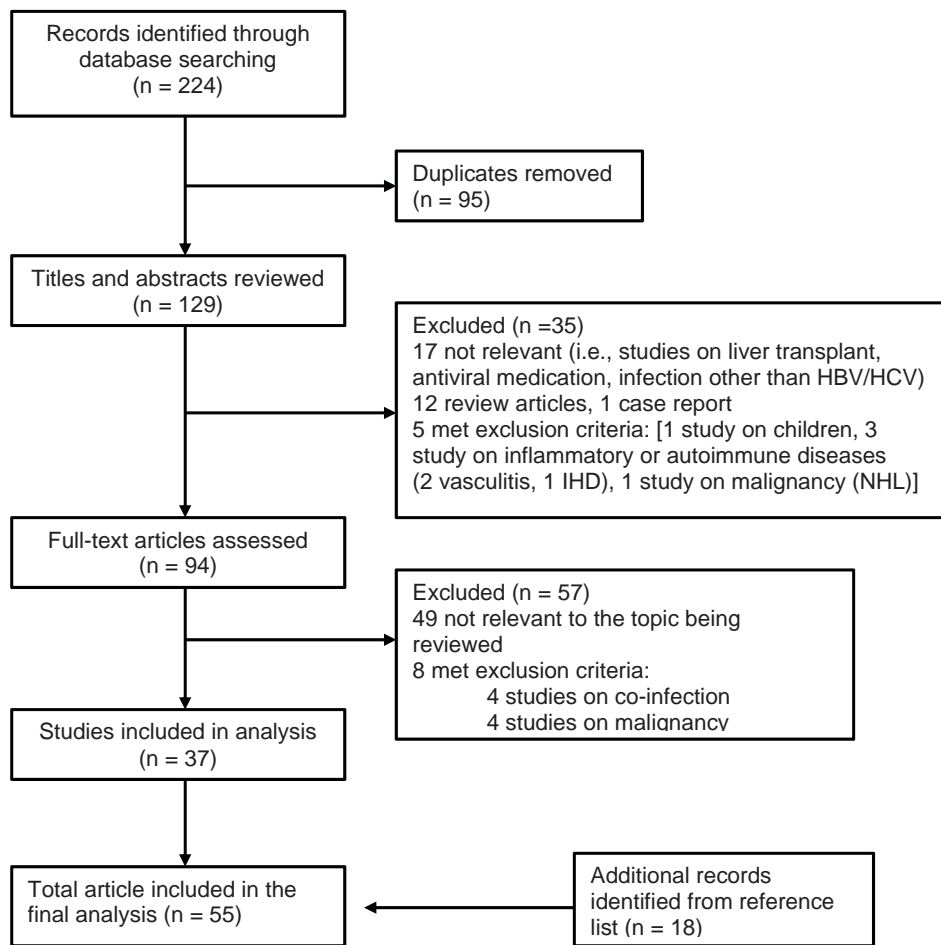 Records identified through
database searching
(n = 224)
Duplicates removed
(n = 95)
Titles and abstracts reviewed
(n = 129)
Excluded (n =35)
17 not relevant (i.e., studies on liver transplant,
antiviral medication, infection other than HBV/HCV)
12 review articles, 1 case report
5 met exclusion criteria: [1 study on children, 3
study on inflammatory or autoimmune diseases
(2 vasculitis, 1 IHD), 1 study on malignancy (NHL)]
Full-text articles assessed
(n = 94)
Excluded (n = 57)
49 not relevant to the topic being
reviewed
8 met exclusion criteria:
4 studies on co-infection
4 studies on malignancy
Studies included in analysis
(n = 37)
Total article included in the
final analysis (n = 55)
Additional records
identified from reference
list (n = 18)